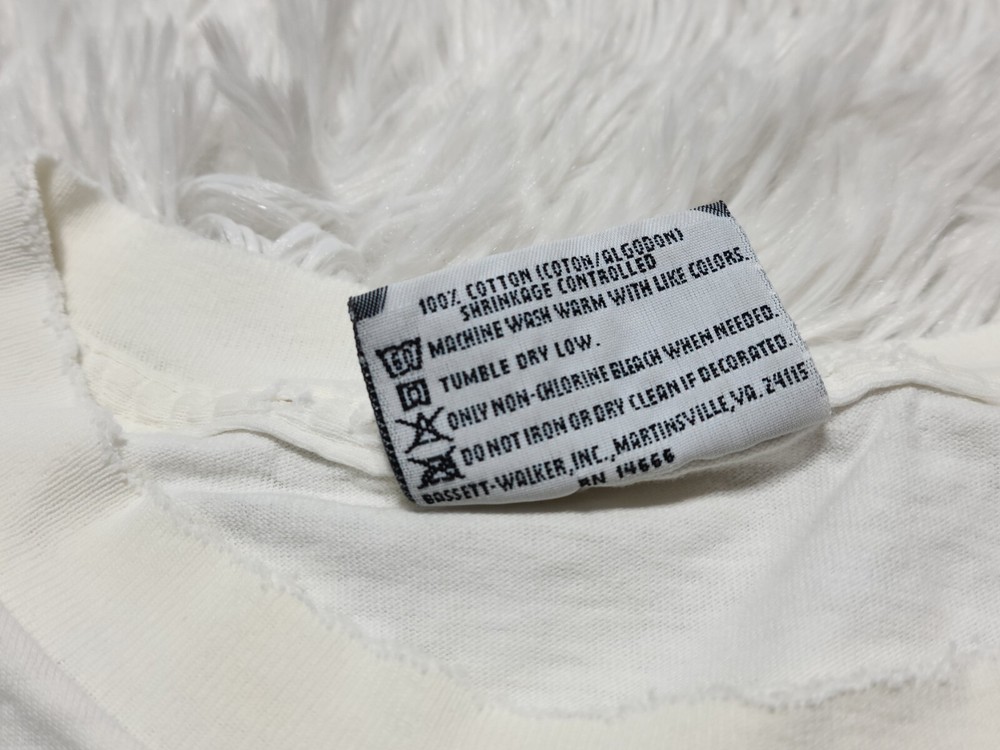 100% COTTON (COTON/ALGODON)
SHRINKAGE CONTROLLED
MACHINE WASH WARM WITH LIKE COLORS.
TUMBLE DRY LOW.
ONLY NON-CHLORINE BLEACH WHEN NEEDED.
DO NOT IRON OR DRY CLEAN IF DECORATED.
BASSETT-WALKER, INC., MARTINSVILLE, VA. 24115
RN 14666